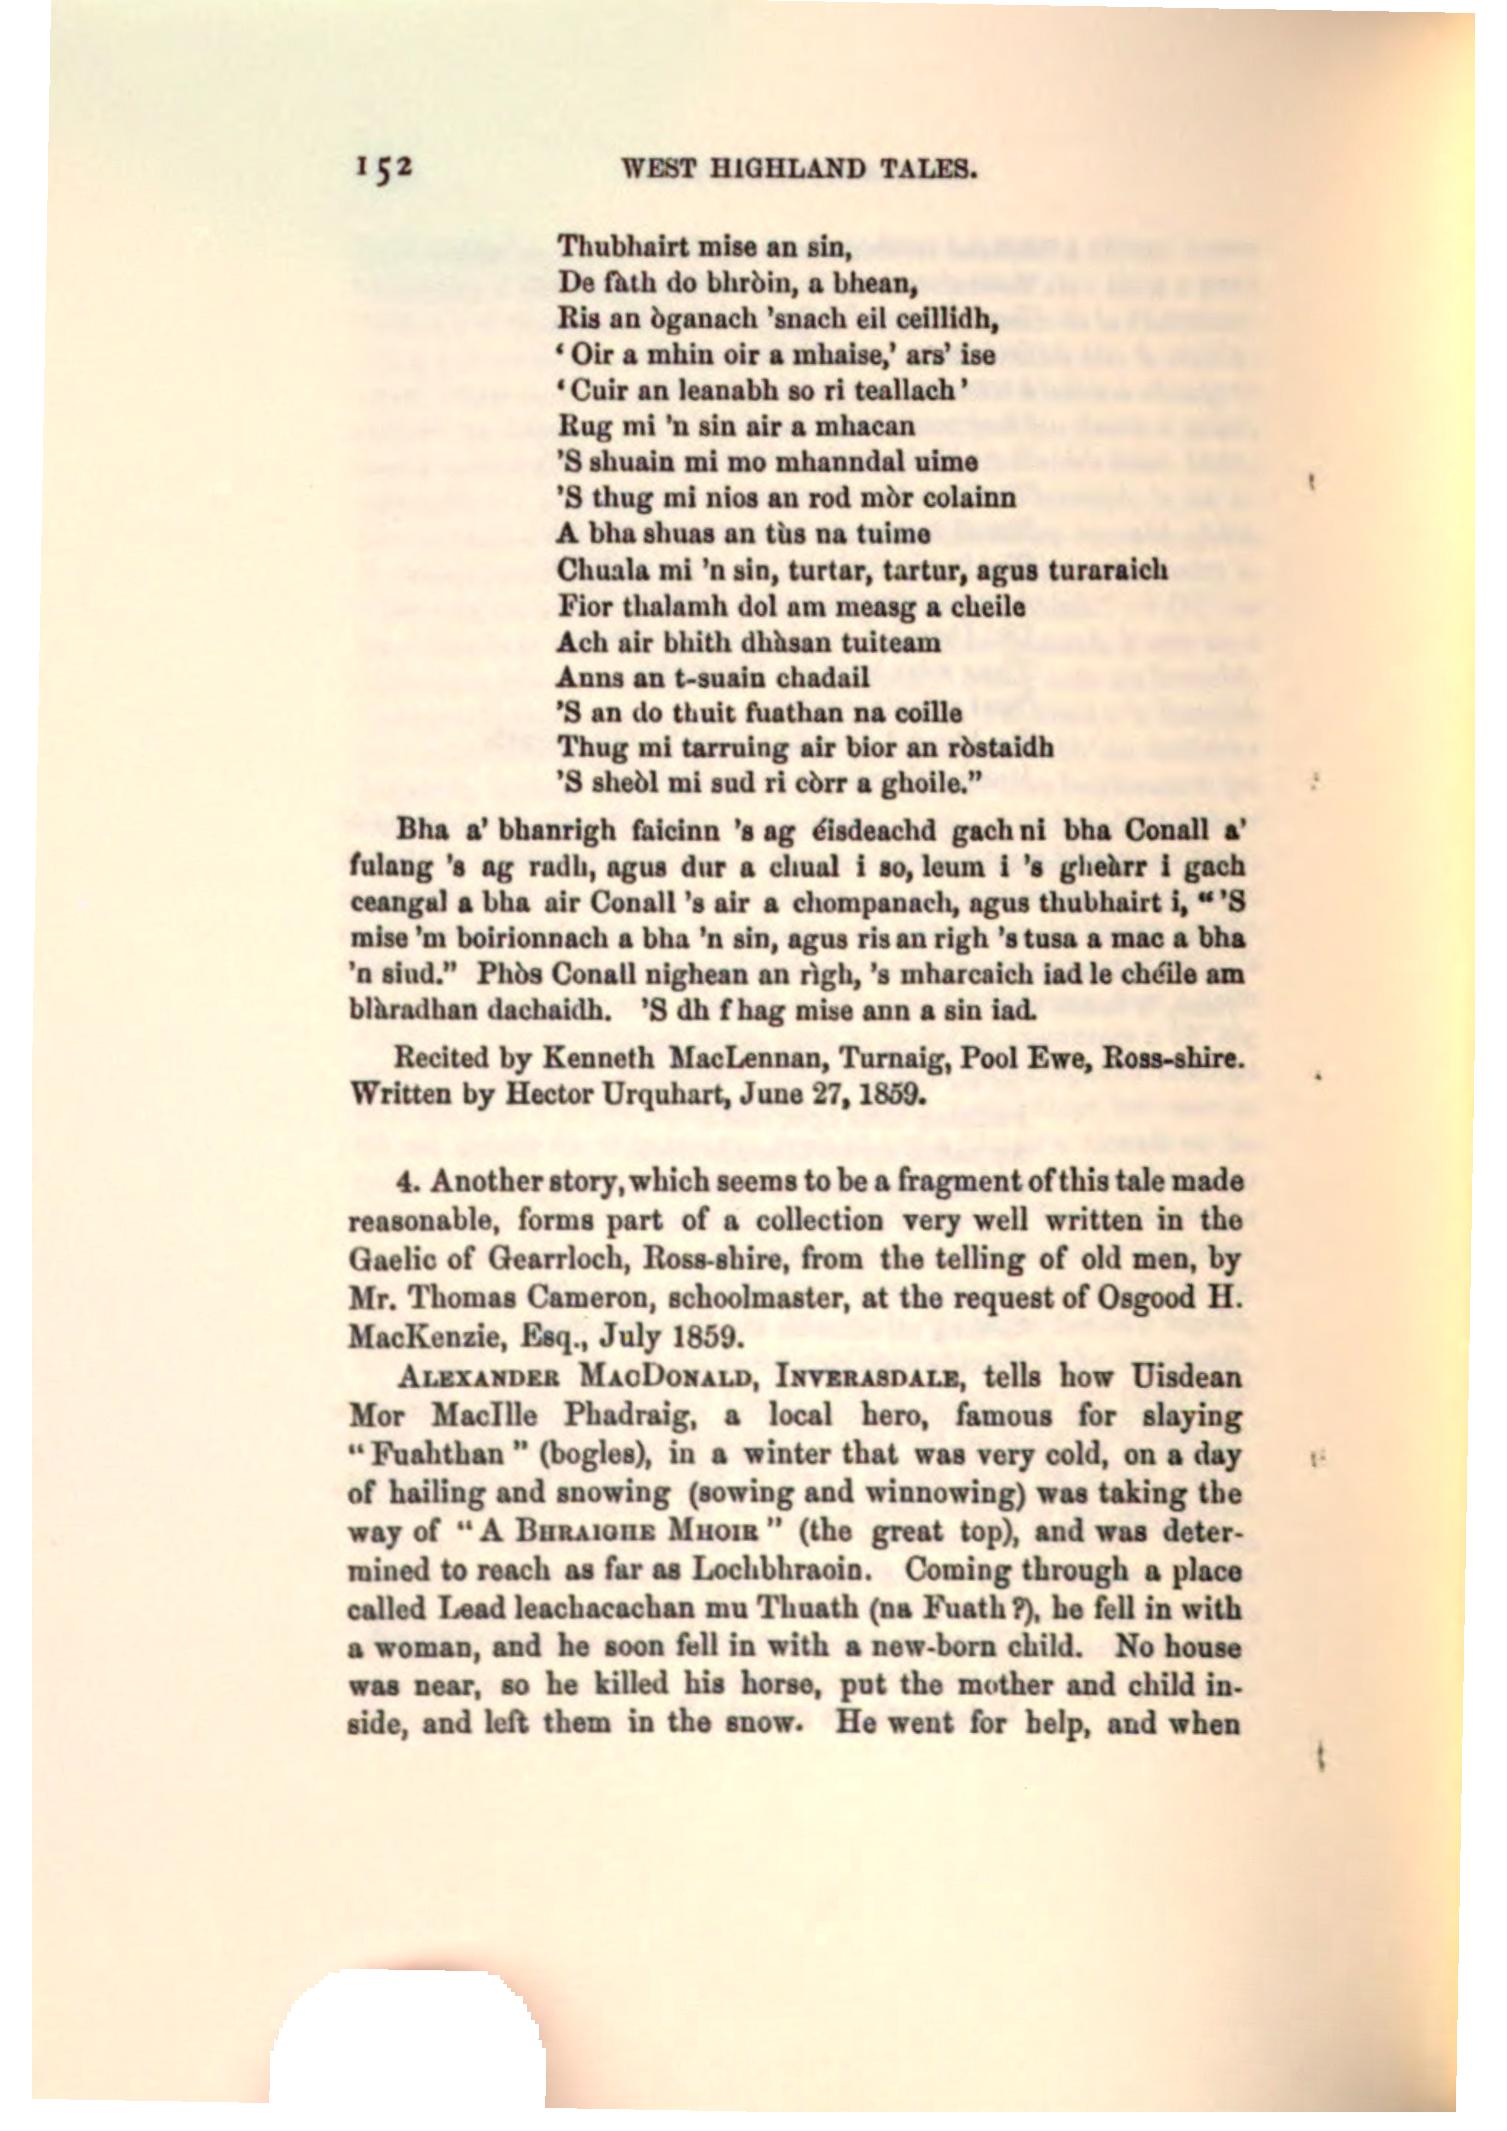 152 WEST HIGHLAND TALES.
Thubhairt mise an sin,
De fàth do bhròin, a bhean,
Ris an òganach 'snach eil ceillidh,
‘Oir a mhin oir a mhaise,’ ars' ise
‘Cuir an leanabh so ri teallach’
Rug mi 'n sin air a mhacan
'S shuain mi mo mhanndal uime
'S thug mi nios an rod mòr colainn
A bha shuas an tùs na tuime
Chuala mi 'n sin, turtar, tartur, agus turaraich
Fior thalamh dol am measg a cheile
Ach air bhith dhàsan tuiteam
Anns an t-suain chadail
'S an do thuit fuathan na coille
Thug mi tarruing air bior an ròstaidh
'S sheòl mi sud ri còrr a ghoile.”
Bha a' bhanrigh faicinn 's ag éisdeachd gach ni bha Conall a'
fulang 's ag radh, agus dur a chual i so, leum i 's gheàrr i gach
ceangal a bha air Conall 's air a chompanach, agus thubhairt i, “'S
mise 'm boirionnach a bha 'n sin, agus ris an righ 's tusa a mac a bha
'n siud.” Phòs Conall nighean an rìgh, 's mharcaich iad le chéile am
blàradhan dachaidh. 'S dh fhag mise ann a sin iad.
Recited by Kenneth MacLennan, Turnaig, Pool Ewe, Ross-shire.
Written by Hector Urquhart, June 27, 1859.
4. Another story, which seems to be a fragment of this tale made
reasonable, forms part of a collection very well written in the
Gaelic of Gearrloch, Ross-shire, from the telling of old men, by
Mr. Thomas Cameron, schoolmaster, at the request of Osgood H.
MacKenzie, Esq., July 1859.
ALEXANDER MACDONALD, INVERASDALE, tells how Uisdean
Mor MacIlle Phadraig, a local hero, famous for slaying
“Fuahthan” (bogles), in a winter that was very cold, on a day
of hailing and snowing (sowing and winnowing) was taking the
way of “A BHRAIGHE MHOIR” (the great top), and was deter-
mined to reach as far as Lochbhraoin. Coming through a place
called Lead leachacachan mu Thuath (na Fuath?), he fell in with
a woman, and he soon fell in with a new-born child. No house
was near, so he killed his horse, put the mother and child in-
side, and left them in the snow. He went for help, and when